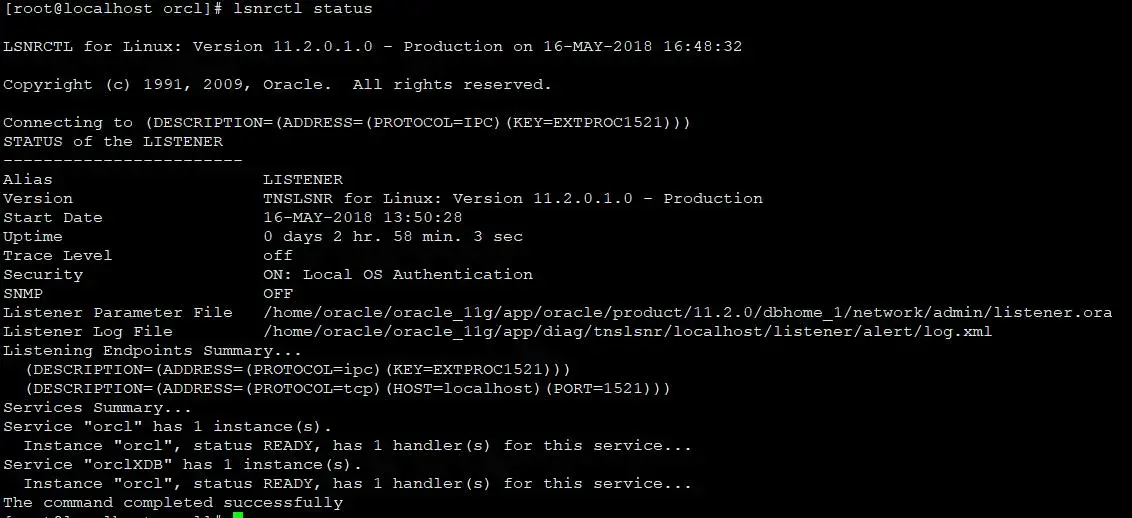 [root@localhost orcl]# lsnrctl status
LSNRCTL for Linux: Version 11.2.0.1.0 - Production on 16-MAY-2018 16:48:32
Copyright (c) 1991, 2009, Oracle.  All rights reserved.
Connecting to (DESCRIPTION=(ADDRESS=(PROTOCOL=IPC)(KEY=EXTPROC1521)))
STATUS of the LISTENER
------------------------
Alias                     LISTENER
Version                   TNSLSNR for Linux: Version 11.2.0.1.0 - Production
Start Date                16-MAY-2018 13:50:28
Uptime                    0 days 2 hr. 58 min. 3 sec
Trace Level               off
Security                  ON: Local OS Authentication
SNMP                      OFF
Listener Parameter File   /home/oracle/oracle_11g/app/oracle/product/11.2.0/dbhome_1/network/admin/listener.ora
Listener Log File         /home/oracle/oracle_11g/app/diag/tnslsnr/localhost/listener/alert/log.xml
Listening Endpoints Summary...
  (DESCRIPTION=(ADDRESS=(PROTOCOL=ipc)(KEY=EXTPROC1521)))
  (DESCRIPTION=(ADDRESS=(PROTOCOL=tcp)(HOST=localhost)(PORT=1521)))
Services Summary...
Service "orcl" has 1 instance(s).
  Instance "orcl", status READY, has 1 handler(s) for this service...
Service "orclXDB" has 1 instance(s).
  Instance "orcl", status READY, has 1 handler(s) for this service...
The command completed successfully
[root@localhost orcl]#